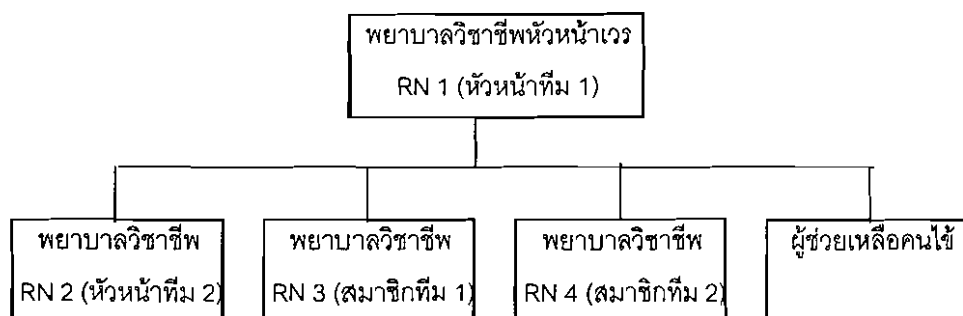 พยาบาลวิชาชีพหัวหน้าเวร
RN 1 (หัวหน้าทีม 1)
พยาบาลวิชาชีพ
RN 2 (หัวหน้าทีม 2)
พยาบาลวิชาชีพ
RN 3 (สมาชิกทีม 1)
พยาบาลวิชาชีพ
RN 4 (สมาชิกทีม 2)
ผู้ช่วยเหลือคนไข้